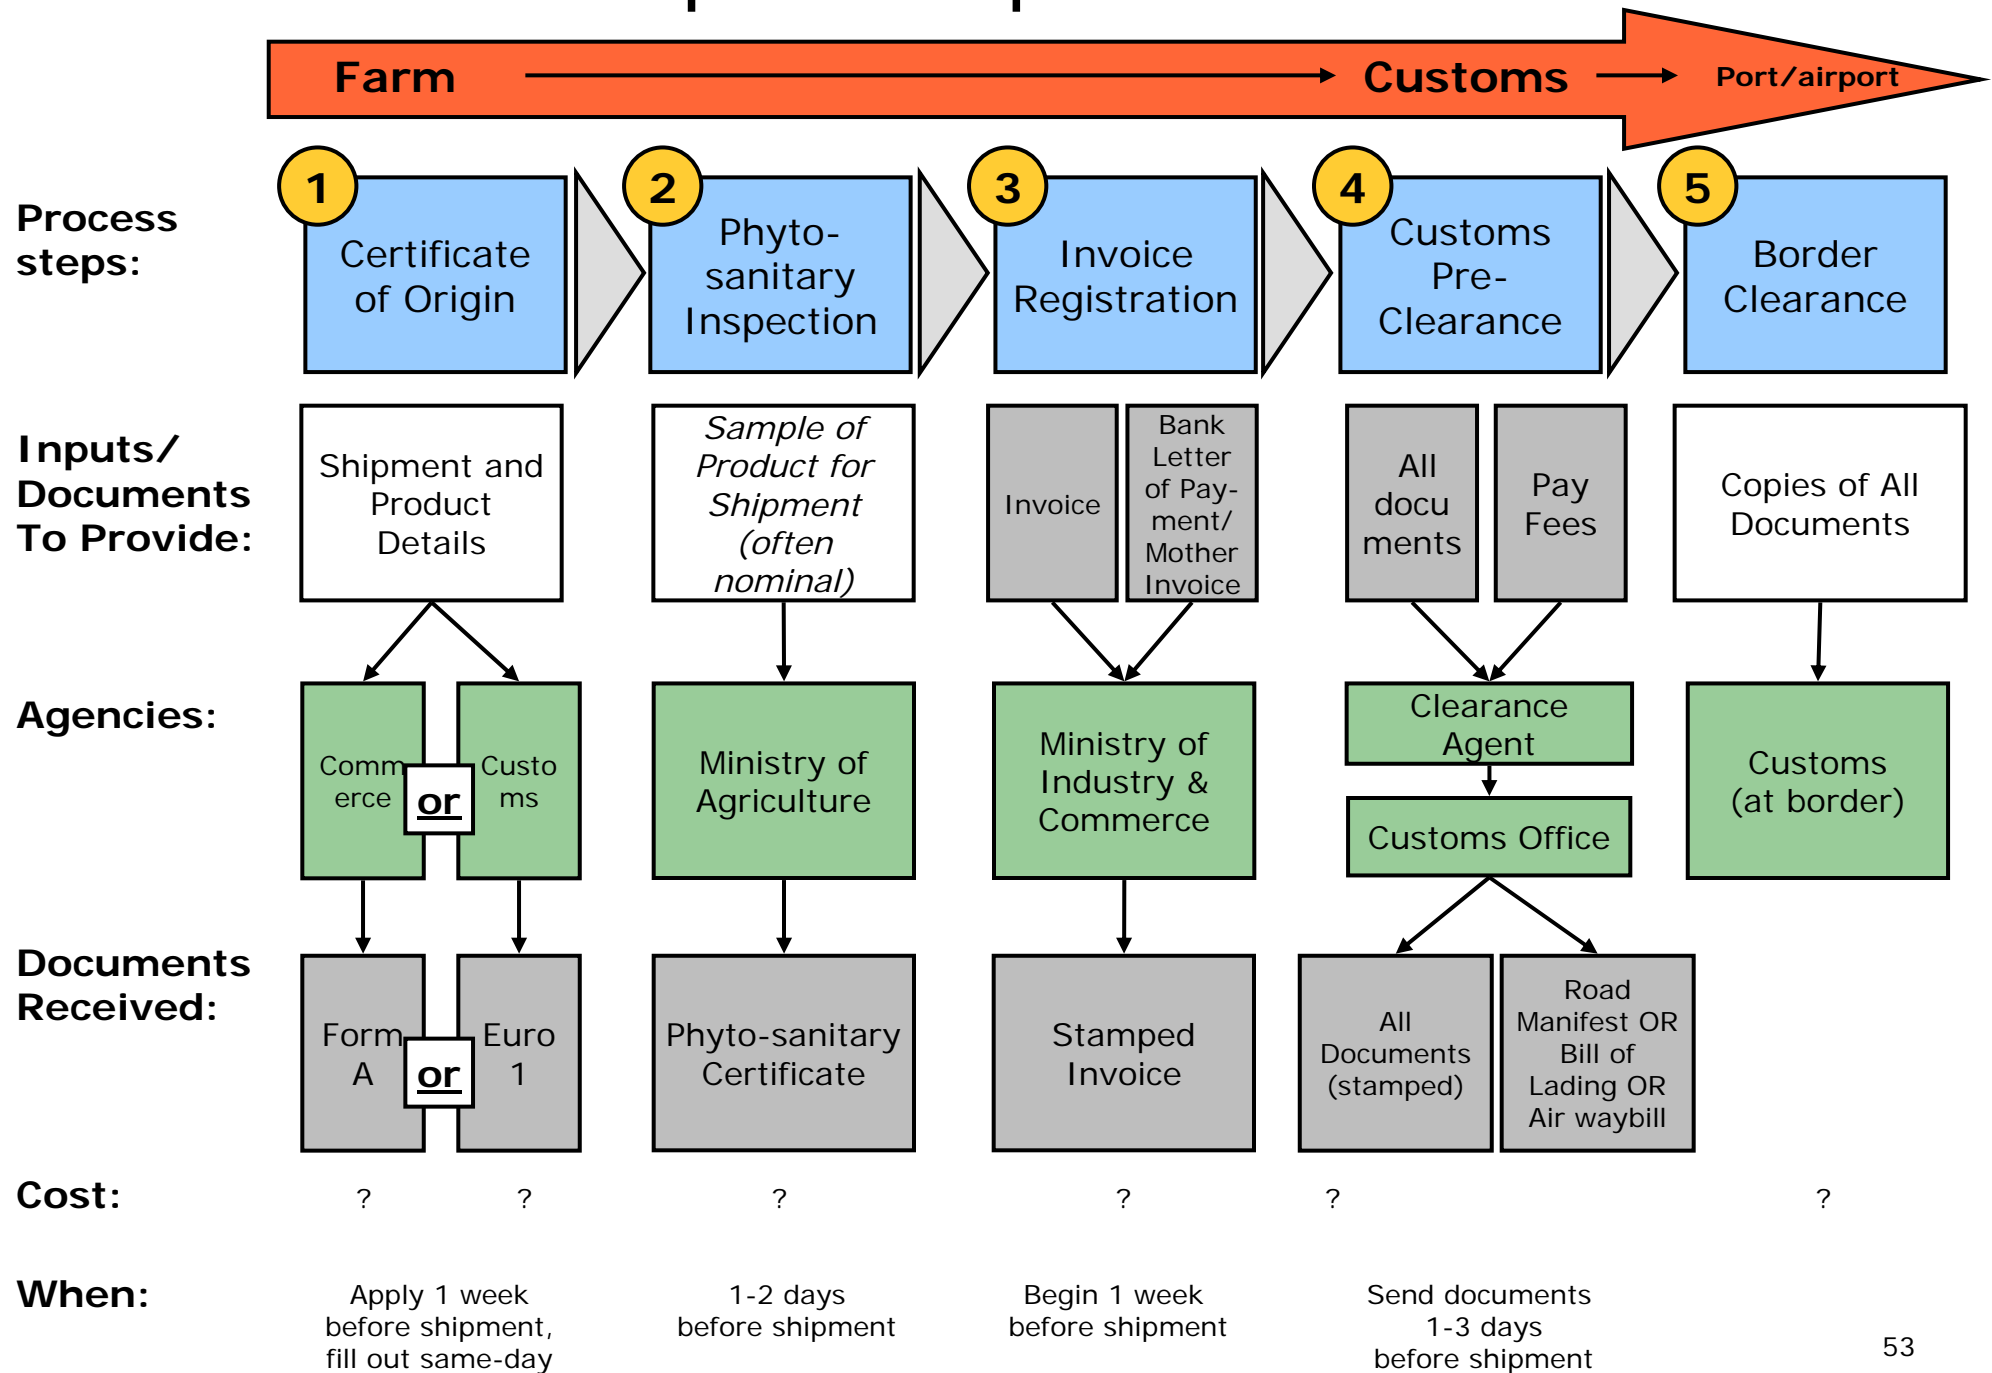 Farm
Customs
Port/airport
Process
steps:
1
Certificate
of Origin
2
Phyto-
sanitary
Inspection
3
Invoice
Registration
4
Customs
Pre-
Clearance
5
Border
Clearance
Inputs/
Documents
To Provide:
Shipment and
Product
Details
Sample of
Product for
Shipment
(often
nominal)
Invoice
Bank
Letter
of Pay-
ment/
Mother
Invoice
All
docu
ments
Pay
Fees
Copies of All
Documents
Agencies:
Comm
erce
or
Custo
ms
Ministry of
Agriculture
Ministry of
Industry &
Commerce
Clearance
Agent
Customs Office
Customs
(at border)
Documents
Received:
Form
A
or
Euro
1
Phyto-sanitary
Certificate
Stamped
Invoice
All
Documents
(stamped)
Road
Manifest OR
Bill of
Lading OR
Air waybill
Cost:
?
?
?
?
?
?
When:
Apply 1 week
before shipment,
fill out same-day
1-2 days
before shipment
Begin 1 week
before shipment
Send documents
1-3 days
before shipment
53